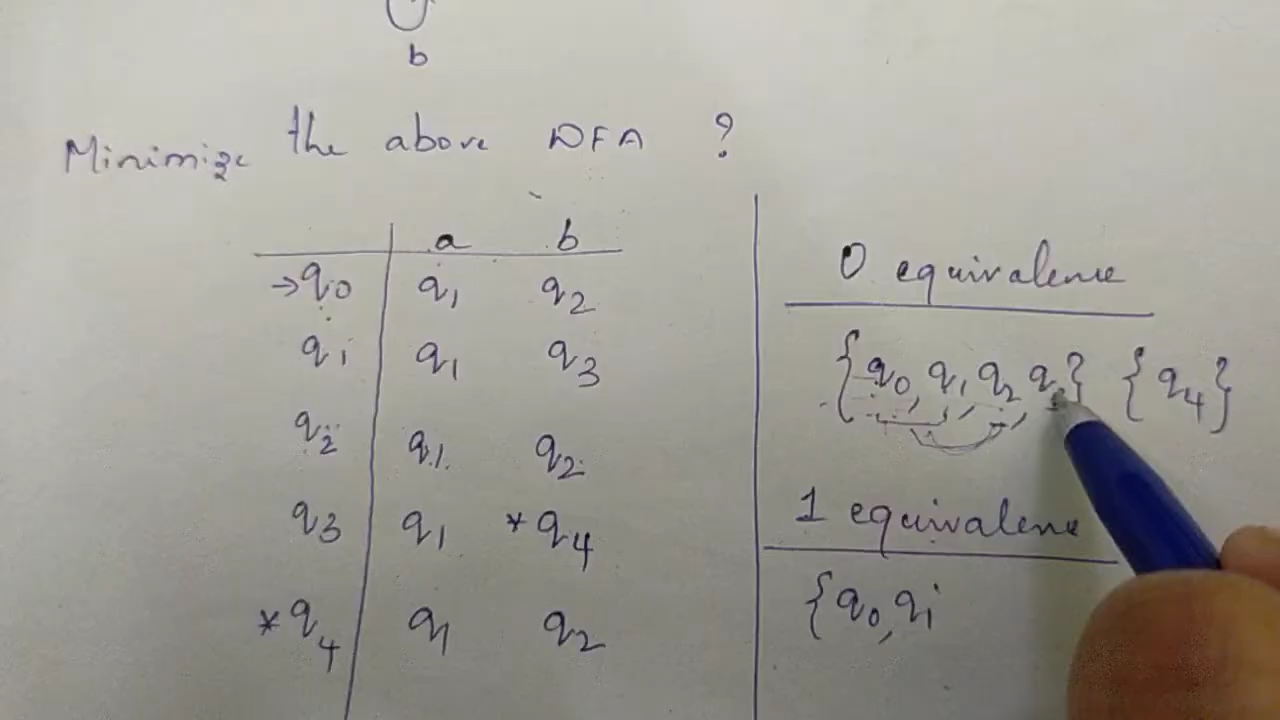 b
Minimize the above DFA ?
a b
→q0 q1 q2
q1 q1 q3
q2 q1 q2
q3 q1 *q4
*q4 q1 q2
0 equivalence
{q0, q1, q2, q3} {q4}
1 equivalene
{q0, q1